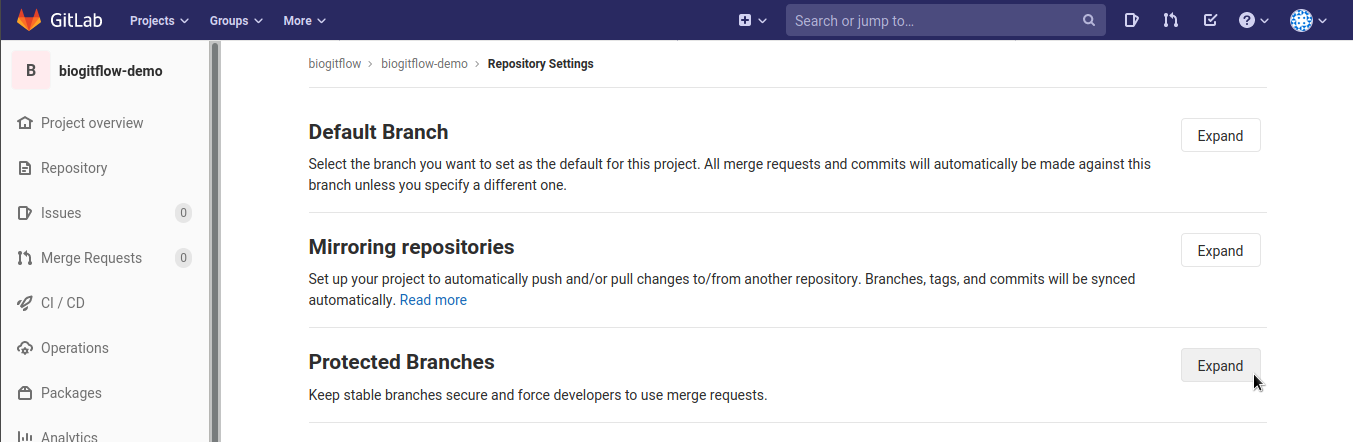 GitLab Projects Groups More Search or jump to...
B biogitflow-demo
Project overview
Repository
Issues 0
Merge Requests 0
CI / CD
Operations
Packages
Analytics
biogitflow > biogitflow-demo > Repository Settings
Default Branch
Expand
Select the branch you want to set as the default for this project. All merge requests and commits will automatically be made against this
branch unless you specify a different one.
Mirroring repositories
Expand
Set up your project to automatically push and/or pull changes to/from another repository. Branches, tags, and commits will be synced
automatically. Read more
Protected Branches
Expand
Keep stable branches secure and force developers to use merge requests.